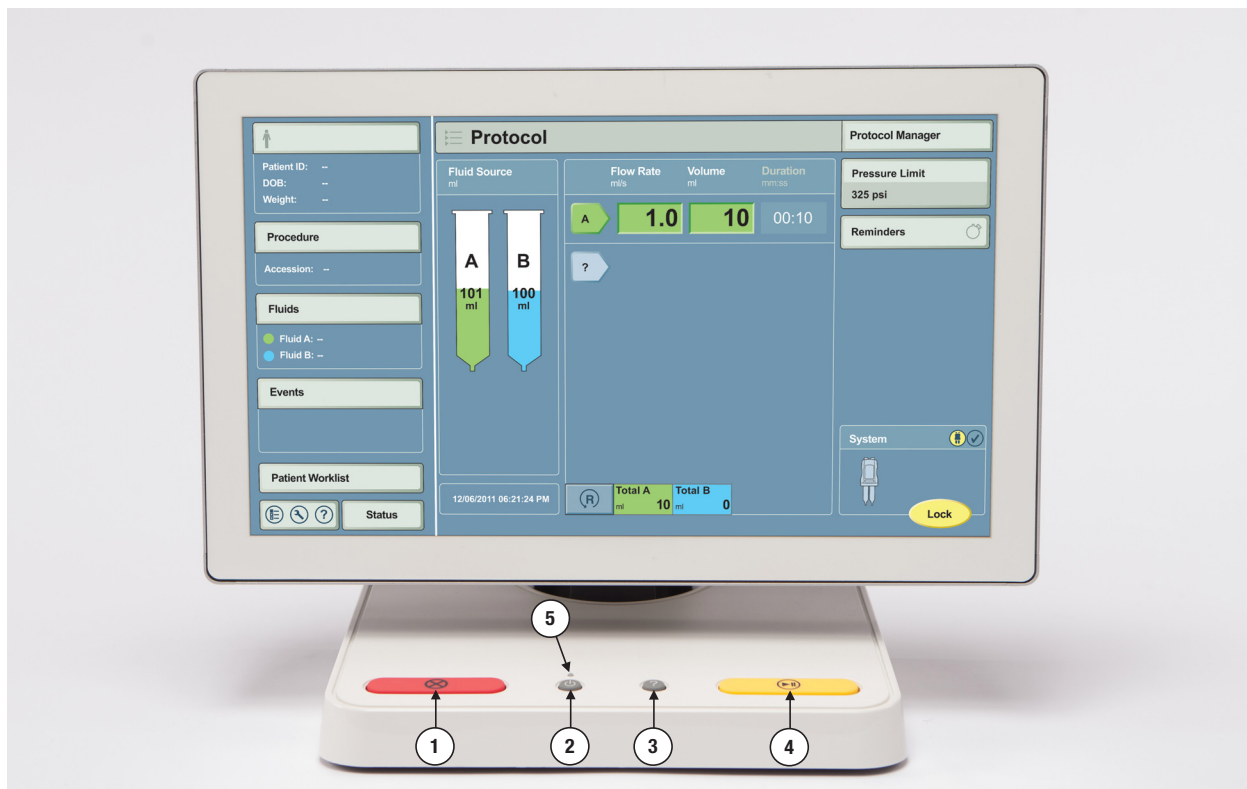 Protocol
Protocol Manager
Patient ID: --
DOB: --
Weight: --
Procedure
Accession: --
Fluids
Fluid A: --
Fluid B: --
Events
Patient Worklist
?
Status
Fluid Source
ml
A
B
101
ml
100
ml
12/06/2011 06:21:24 PM
Flow Rate Volume Duration
ml/s ml mm:ss
A 1.0 10 00:10
?
R
Total A
ml 10
Total B
ml 0
Pressure Limit
325 psi
Reminders
System
Lock
5
?
1
2
3
4